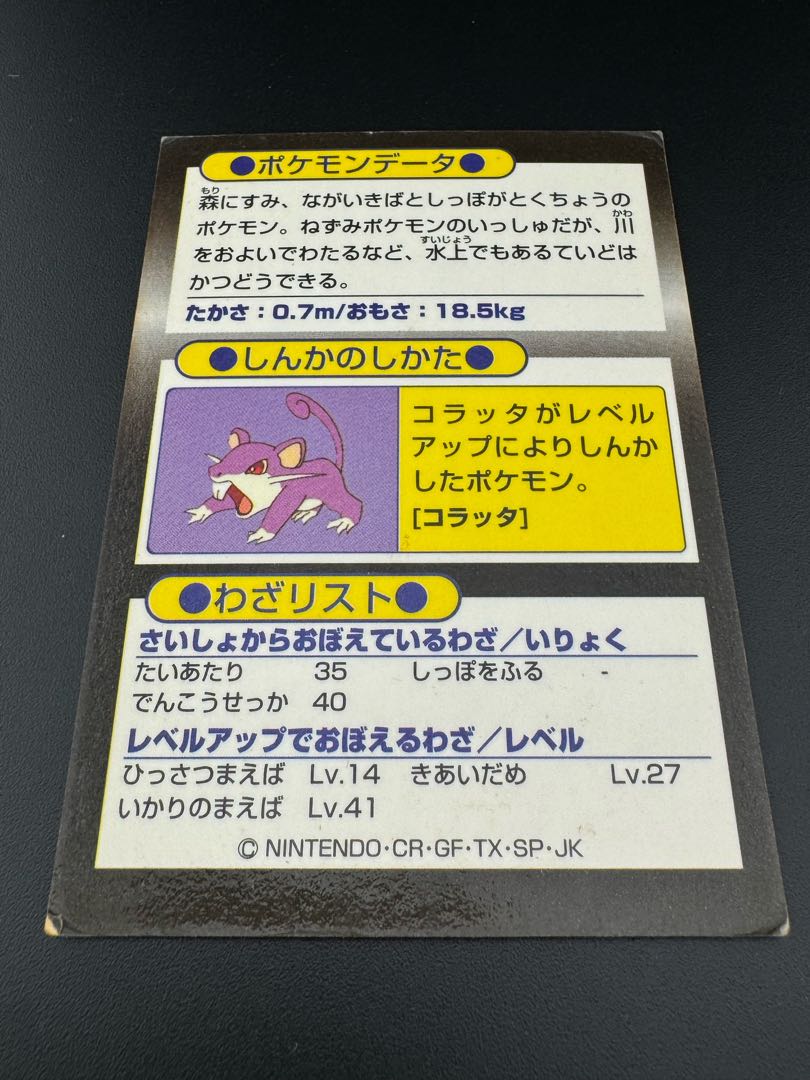 ●ポケモンデータ●
森にすみ、ながいきばとしっぽがとくちょうの
ポケモン。ねずみポケモンのいっしゅだが、川
をおよいでわたるなど、水上でもあるていどは
かつどうできる。
たかさ：0.7m/おもさ：18.5kg
●しんかのしかた●
コラッタがレベル
アップによりしんか
したポケモン。
[コラッタ]
●わざリスト●
さいしょからおぼえているわざ／いりょく
たいあたり 35 しっぽをふる -
でんこうせっか 40
レベルアップでおぼえるわざ／レベル
ひっさつまえば Lv.14 きあいだめ Lv.27
いかりのまえば Lv.41
© NINTENDO・CR・GF・TX・SP・JK